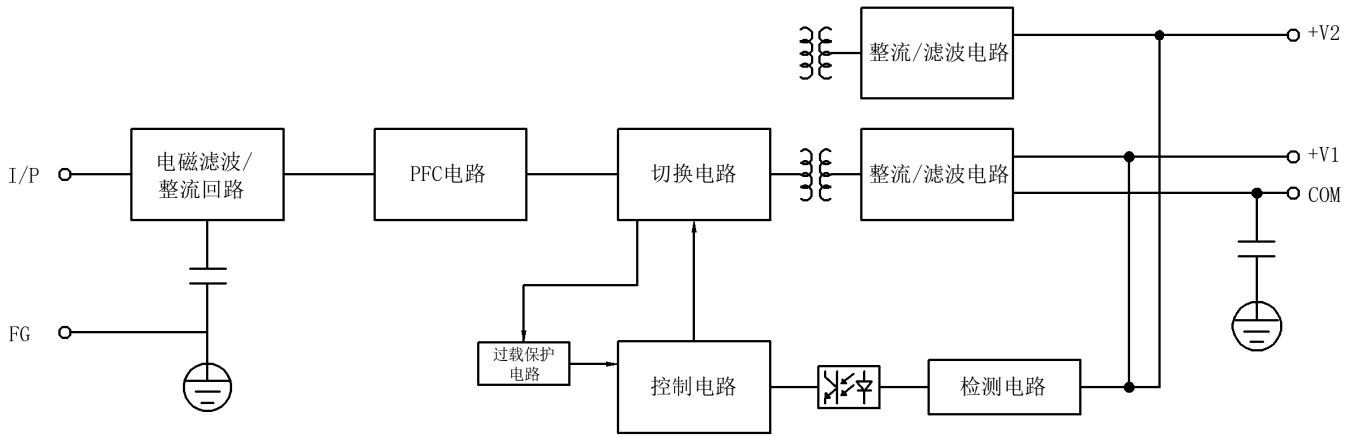 整流/滤波电路
+V2
I/P
电磁滤波/
整流回路
PFC电路
切换电路
整流/滤波电路
+V1
COM
FG
过载保护
电路
控制电路
检测电路